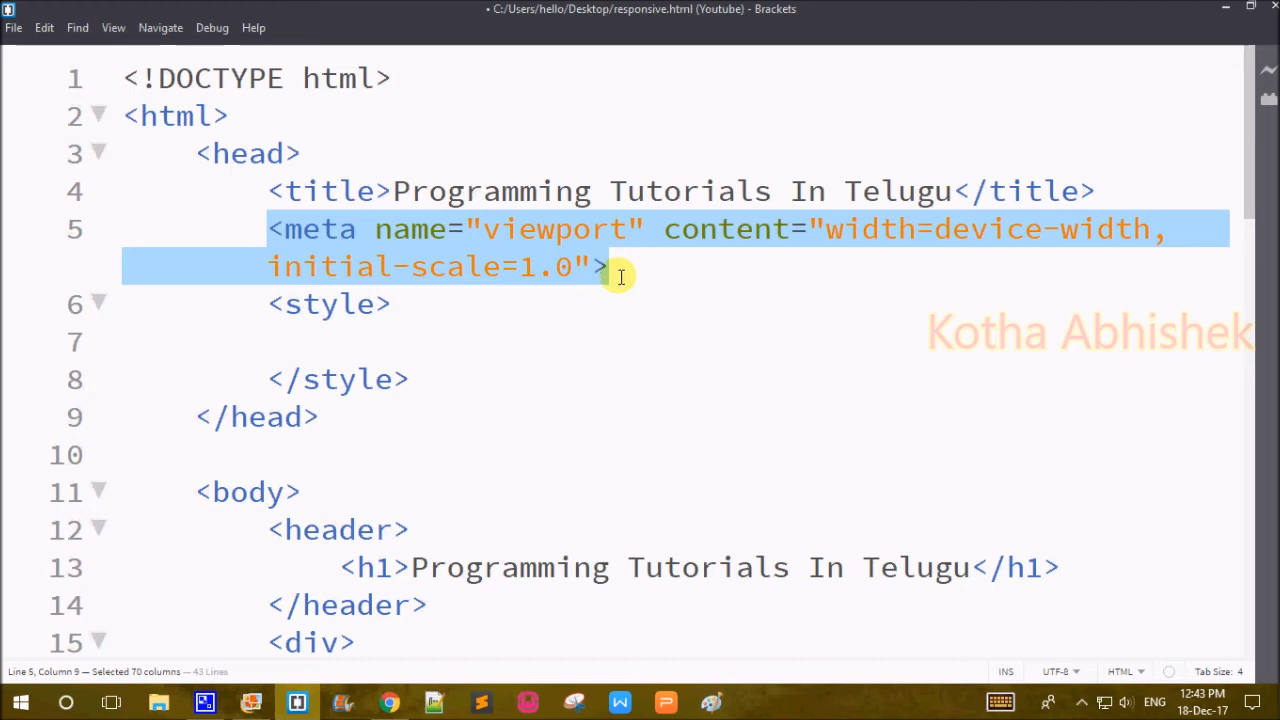 • C:/Users/hello/Desktop/responsive.html (Youtube) - Brackets
File Edit Find View Navigate Debug Help
1 <!DOCTYPE html>
2 <html>
3 <head>
4 <title>Programming Tutorials In Telugu</title>
5 <meta name="viewport" content="width=device-width,
initial-scale=1.0">
6 <style>
7
Kotha Abhishek
8 </style>
9 </head>
10
11 <body>
12 <header>
13 <h1>Programming Tutorials In Telugu</h1>
14 </header>
15 <div>
Line 5, Column 9 — Selected 70 columns — 43 Lines INS UTF-8 HTML Tab Size: 4
ENG 12:43 PM
18-Dec-17